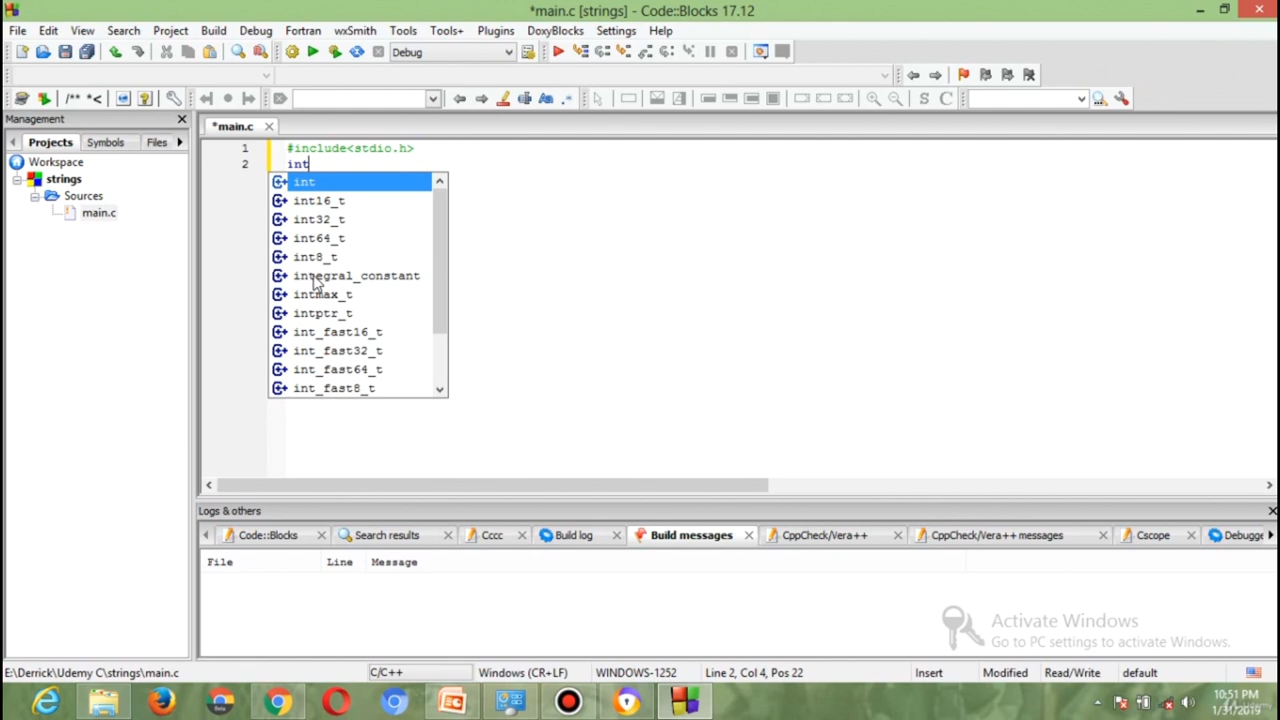 *main.c [strings] - Code::Blocks 17.12
File Edit View Search Project Build Debug Fortran wxSmith Tools Tools+ Plugins DoxyBlocks Settings Help
Debug
/** *<
S C
Management
Projects Symbols Files
*main.c
Workspace
strings
Sources
main.c
1 #include<stdio.h>
2 int
int
int16_t
int32_t
int64_t
int8_t
integral_constant
intmax_t
intptr_t
int_fast16_t
int_fast32_t
int_fast64_t
int_fast8_t
Logs & others
Code::Blocks Search results Cccc Build log Build messages CppCheck/Vera++ CppCheck/Vera++ messages Cscope Debugge
File Line Message
Activate Windows
Go to PC settings to activate Windows.
E:\Derrick\Udemy C\strings\main.c C/C++ Windows (CR+LF) WINDOWS-1252 Line 2, Col 4, Pos 22 Insert Modified Read/Write default
10:51 PM
1/31/2019